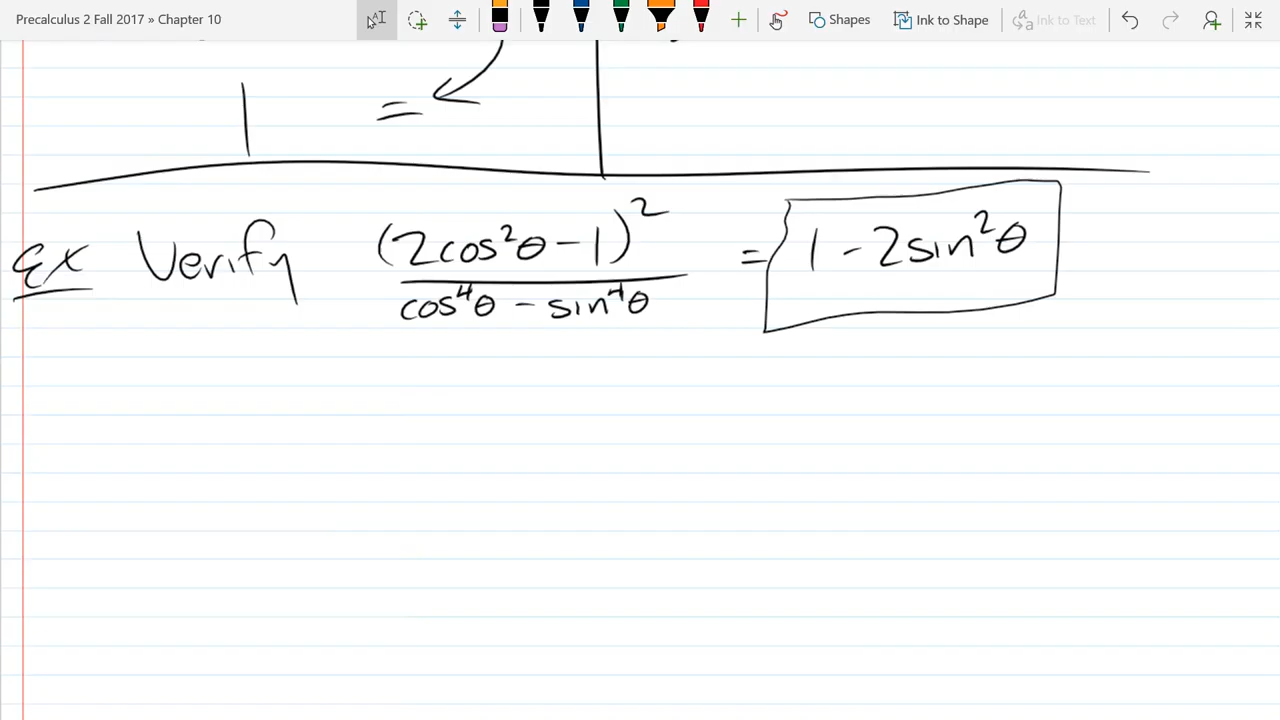 Precalculus 2 Fall 2017 » Chapter 10 Shapes Ink to Shape Ink to Text
1 =
Ex Verify (2cos²θ - 1)² / cos⁴θ - sin⁴θ = 1 - 2sin²θ